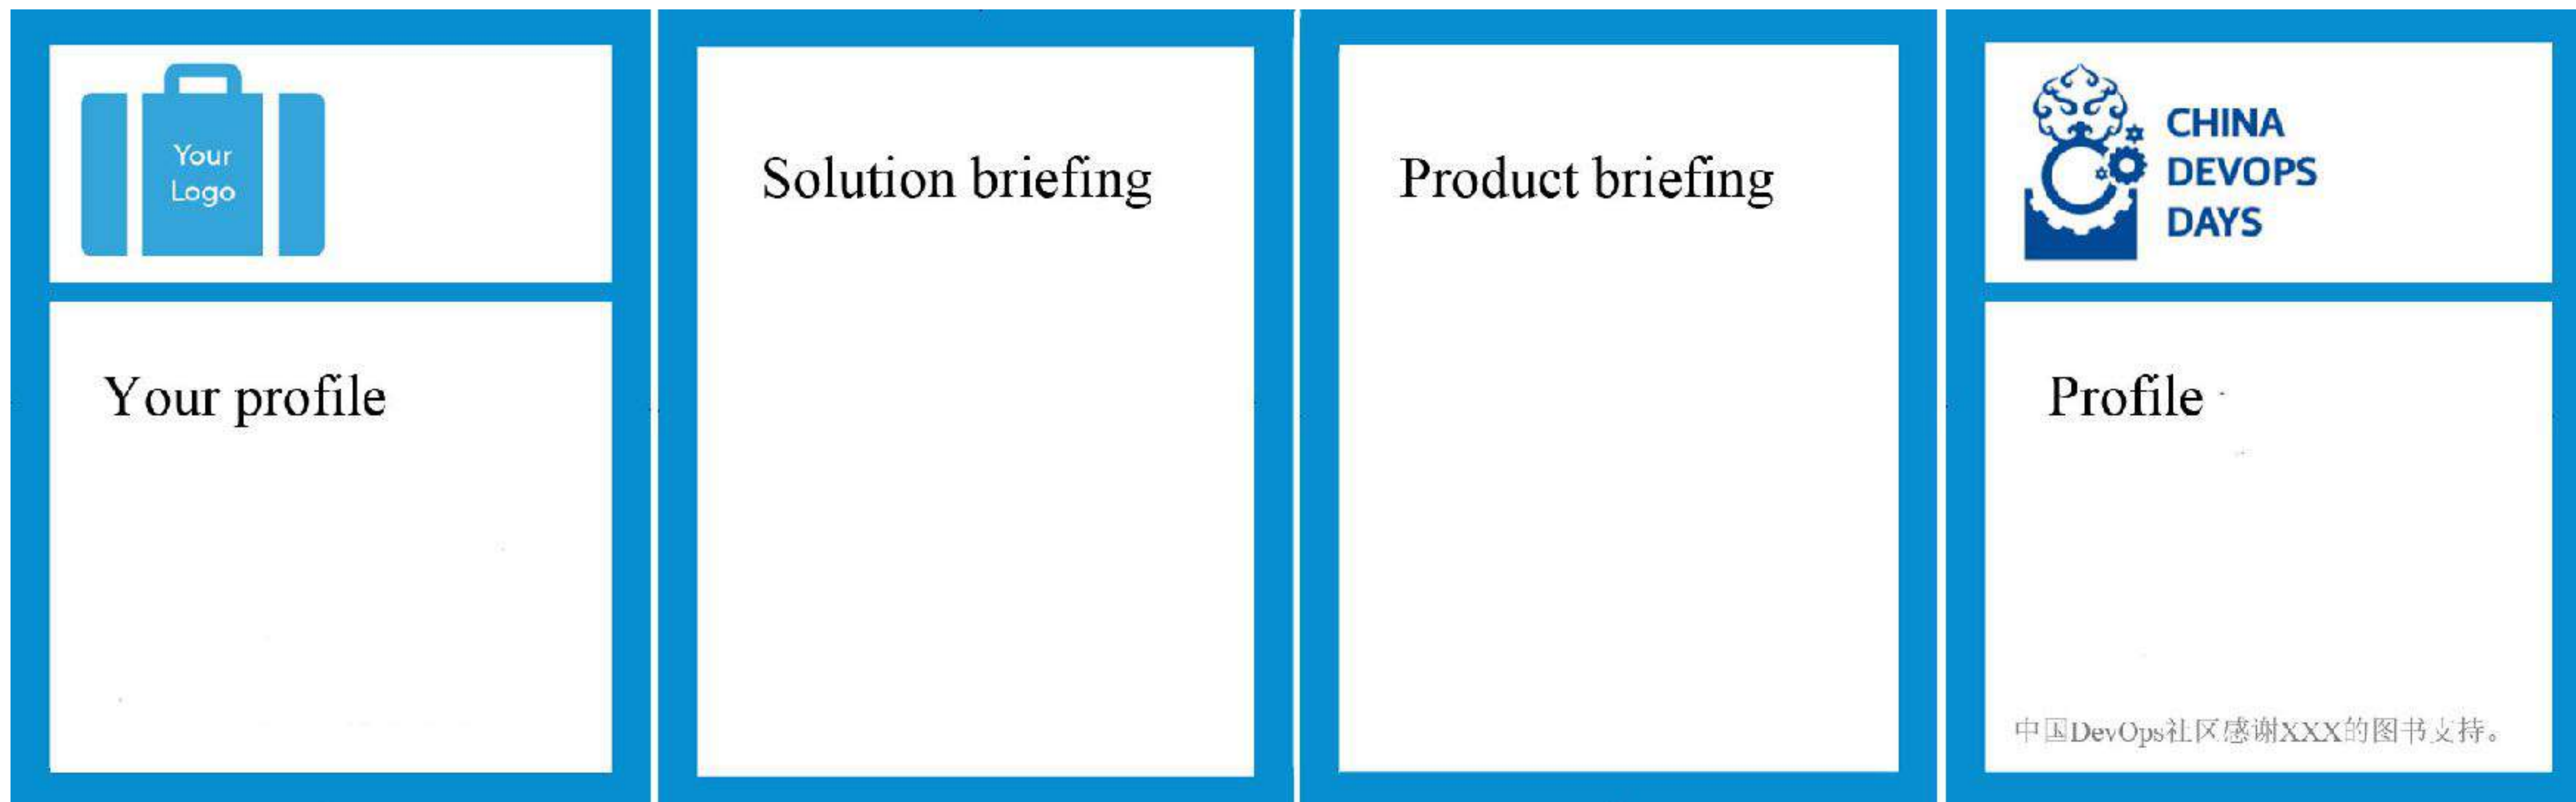 Your
Logo
Your profile
Solution briefing
Product briefing
CHINA
DEVOPS
DAYS
Profile
中国DevOps社区感谢XXX的图书支持。